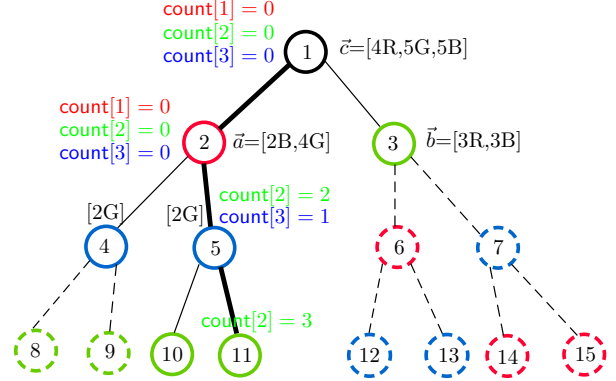 count[1] = 0
count[2] = 0
count[3] = 0
1
c⃗=[4R,5G,5B]
count[1] = 0
count[2] = 0
count[3] = 0
2
a⃗=[2B,4G]
3
b⃗=[3R,3B]
[2G]
[2G]
count[2] = 2
count[3] = 1
4
5
6
7
count[2] = 3
8
9
10
11
12
13
14
15